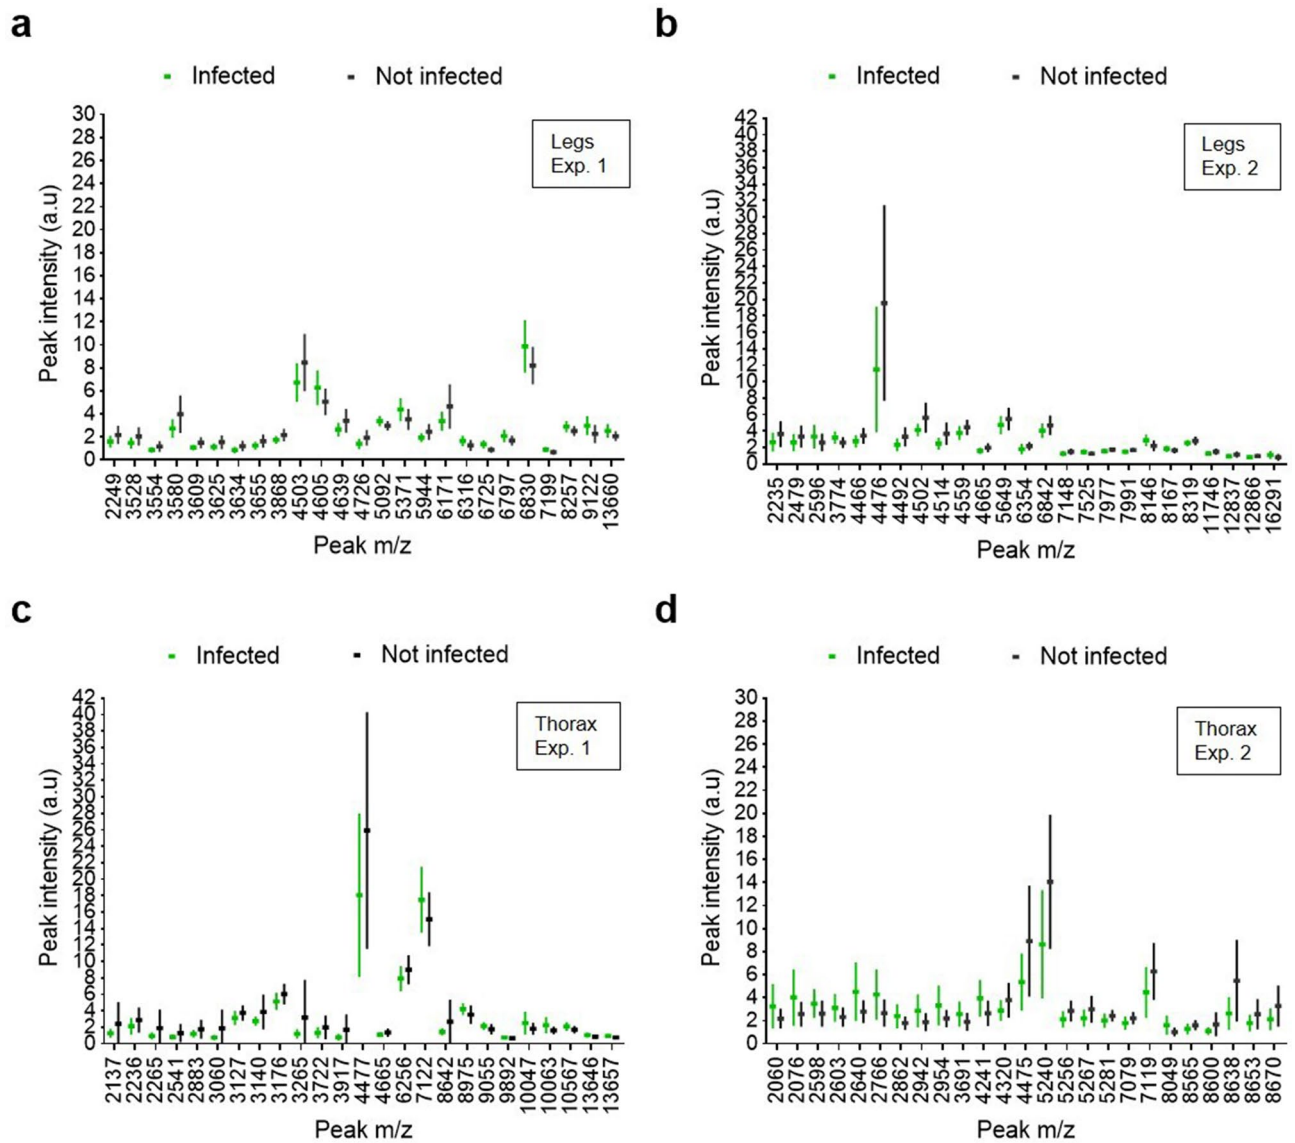 a
Infected Not infected
Legs
Exp. 1
Peak intensity (a.u)
30
28
26
24
22
20
18
16
14
12
10
8
6
4
2
0
2249 3528 3554 3580 3609 3625 3634 3655 3868 4503 4605 4639 4726 5092 5371 5944 6171 6316 6725 6797 6830 7199 8257 9122 13660
Peak m/z
b
Infected Not infected
Legs
Exp. 2
Peak intensity (a.u)
42
40
38
36
34
32
30
28
26
24
22
20
18
16
14
12
10
8
6
4
2
0
2235 2479 2596 3774 4466 4476 4492 4502 4514 4559 4665 5649 6354 6842 7148 7525 7977 7991 8146 8167 8319 11746 12837 12866 16291
Peak m/z
c
Infected Not infected
Thorax
Exp. 1
Peak intensity (a.u)
42
40
38
36
34
32
30
28
26
24
22
20
18
16
14
12
10
8
6
4
2
0
2137 2236 2265 2541 2883 3060 3127 3140 3176 3265 3722 3917 4477 4665 6256 7122 8642 8975 9055 9892 10047 10063 10567 13646 13657
Peak m/z
d
Infected Not infected
Thorax
Exp. 2
Peak intensity (a.u)
30
28
26
24
22
20
18
16
14
12
10
8
6
4
2
0
2060 2076 2598 2603 2640 2766 2862 2942 2954 3691 4241 4320 4475 5240 5256 5267 5281 7079 7119 8049 8565 8600 8638 8653 8670
Peak m/z